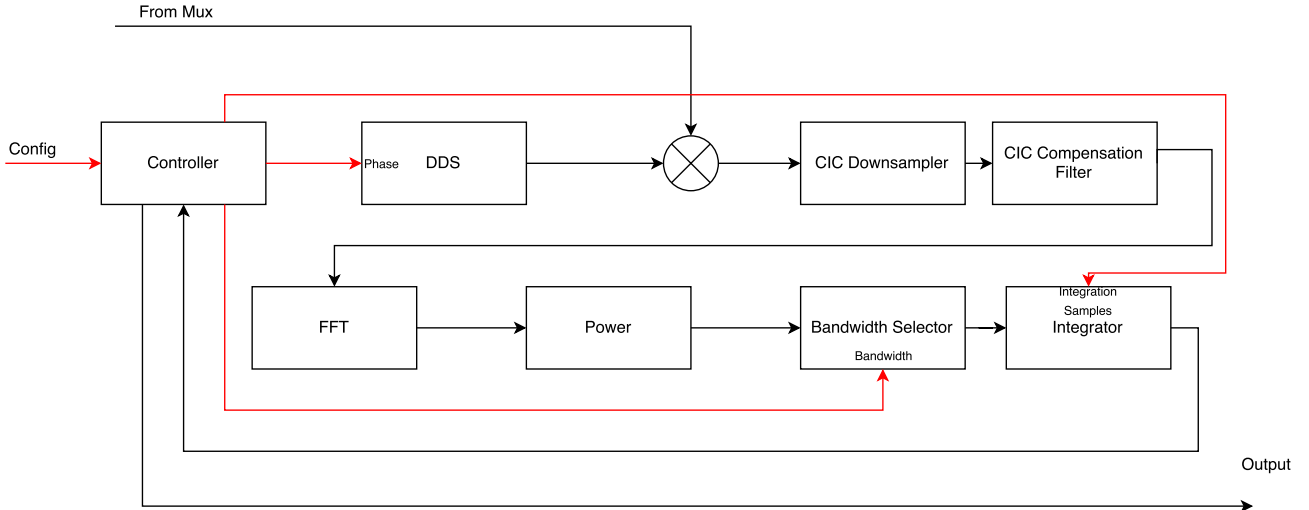 From Mux
Config
Controller
Phase
DDS
CIC Downsampler
CIC Compensation
Filter
FFT
Power
Bandwidth Selector
Bandwidth
Integration
Samples
Integrator
Output